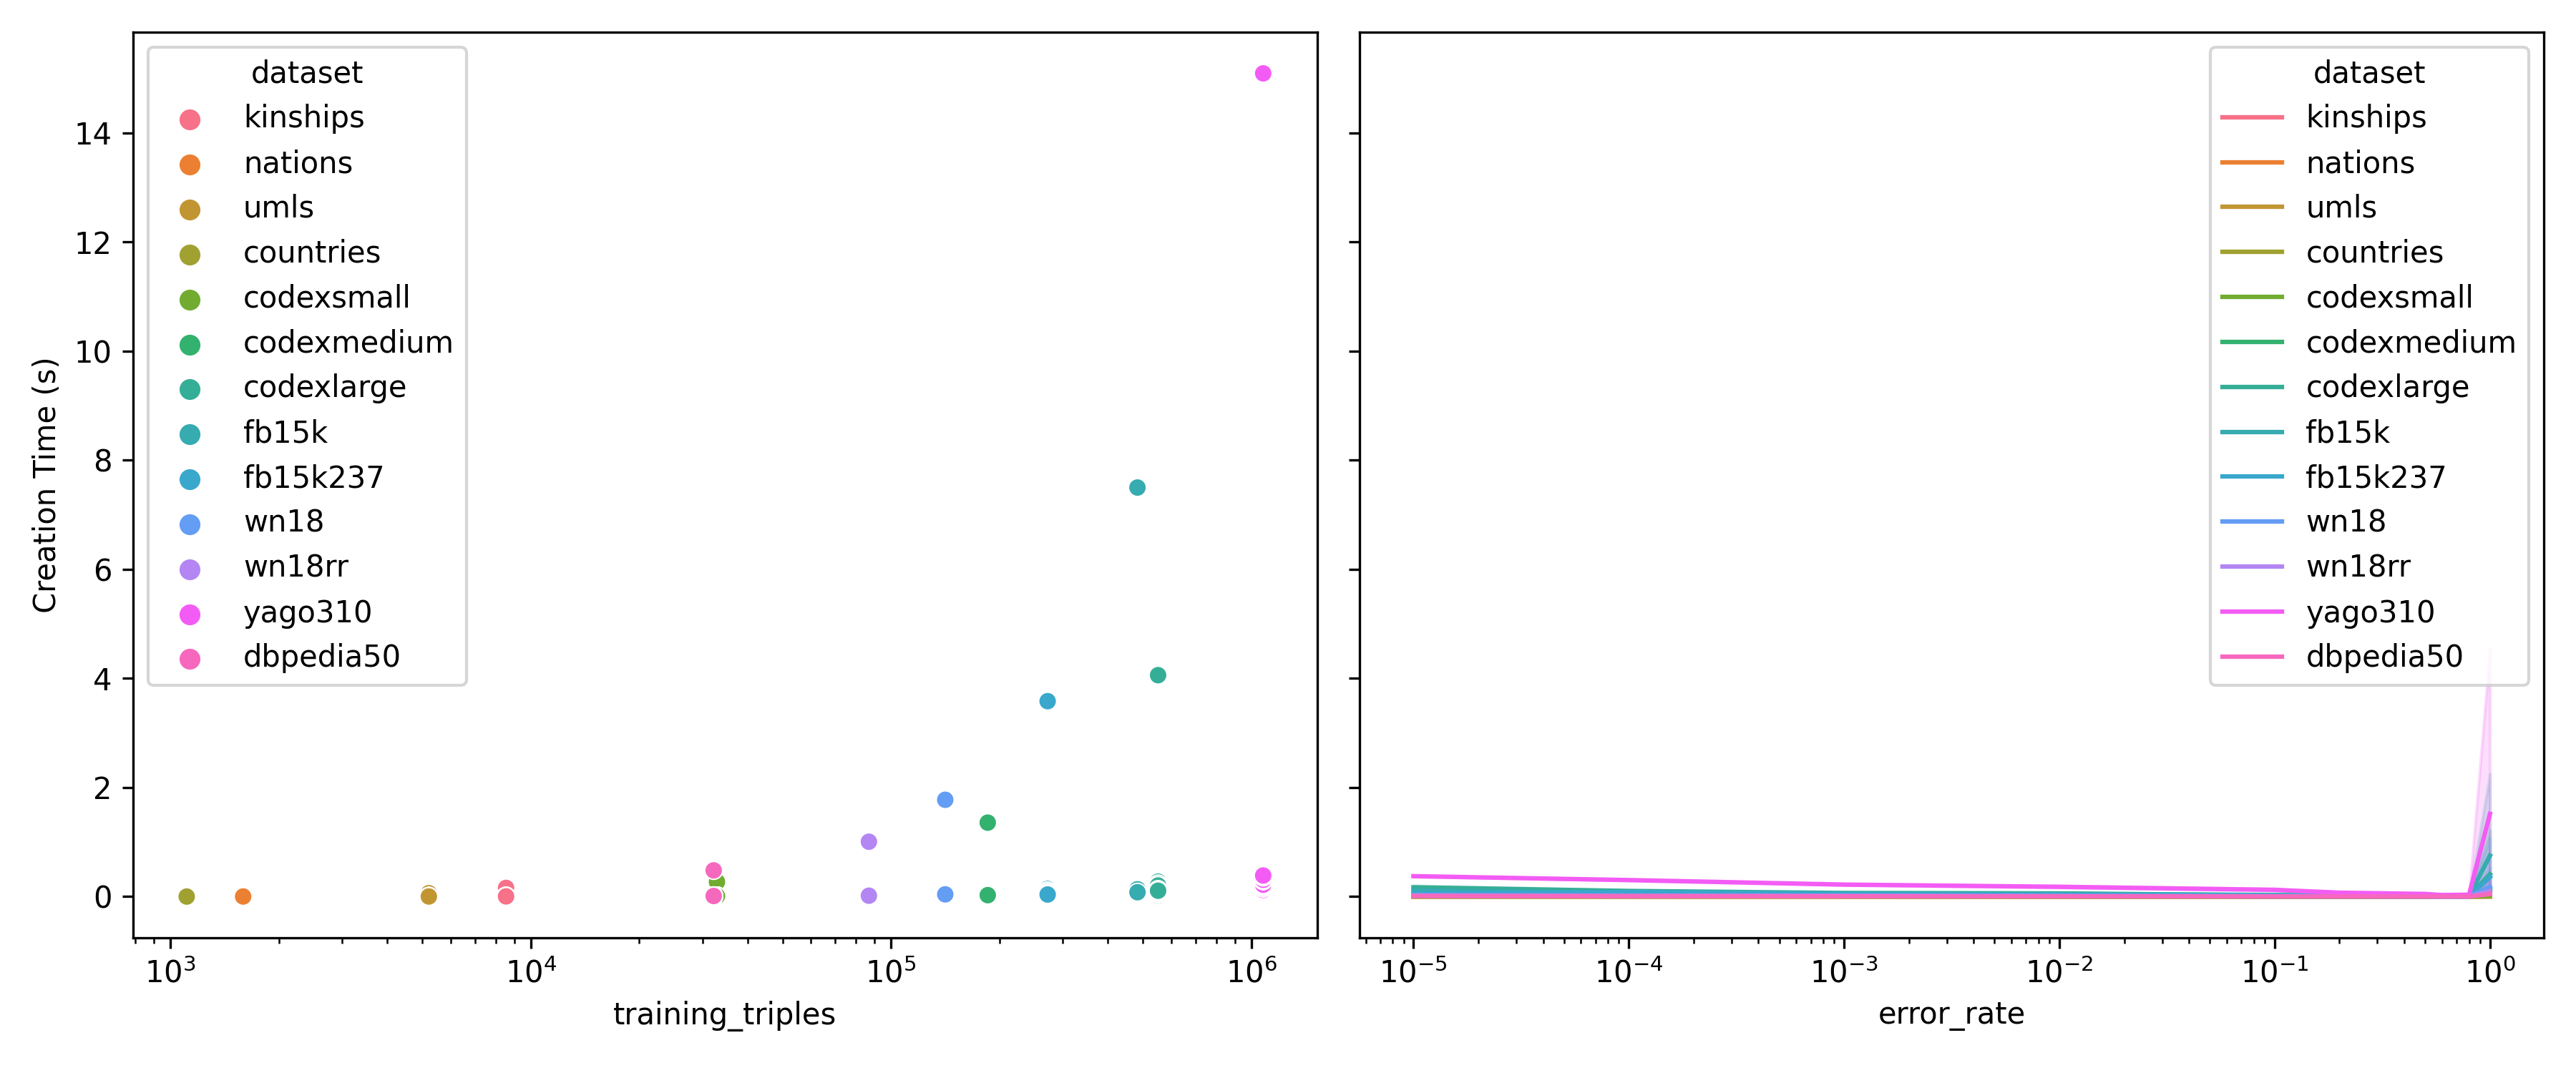 dataset
kinships
nations
umls
countries
codexsmall
codexmedium
codexlarge
fb15k
fb15k237
wn18
wn18rr
yago310
dbpedia50
14
12
10
8
6
4
2
0
Creation Time (s)
10³
10⁴
10⁵
10⁶
training_triples
dataset
kinships
nations
umls
countries
codexsmall
codexmedium
codexlarge
fb15k
fb15k237
wn18
wn18rr
yago310
dbpedia50
10⁻⁵
10⁻⁴
10⁻³
10⁻²
10⁻¹
10⁰
error_rate